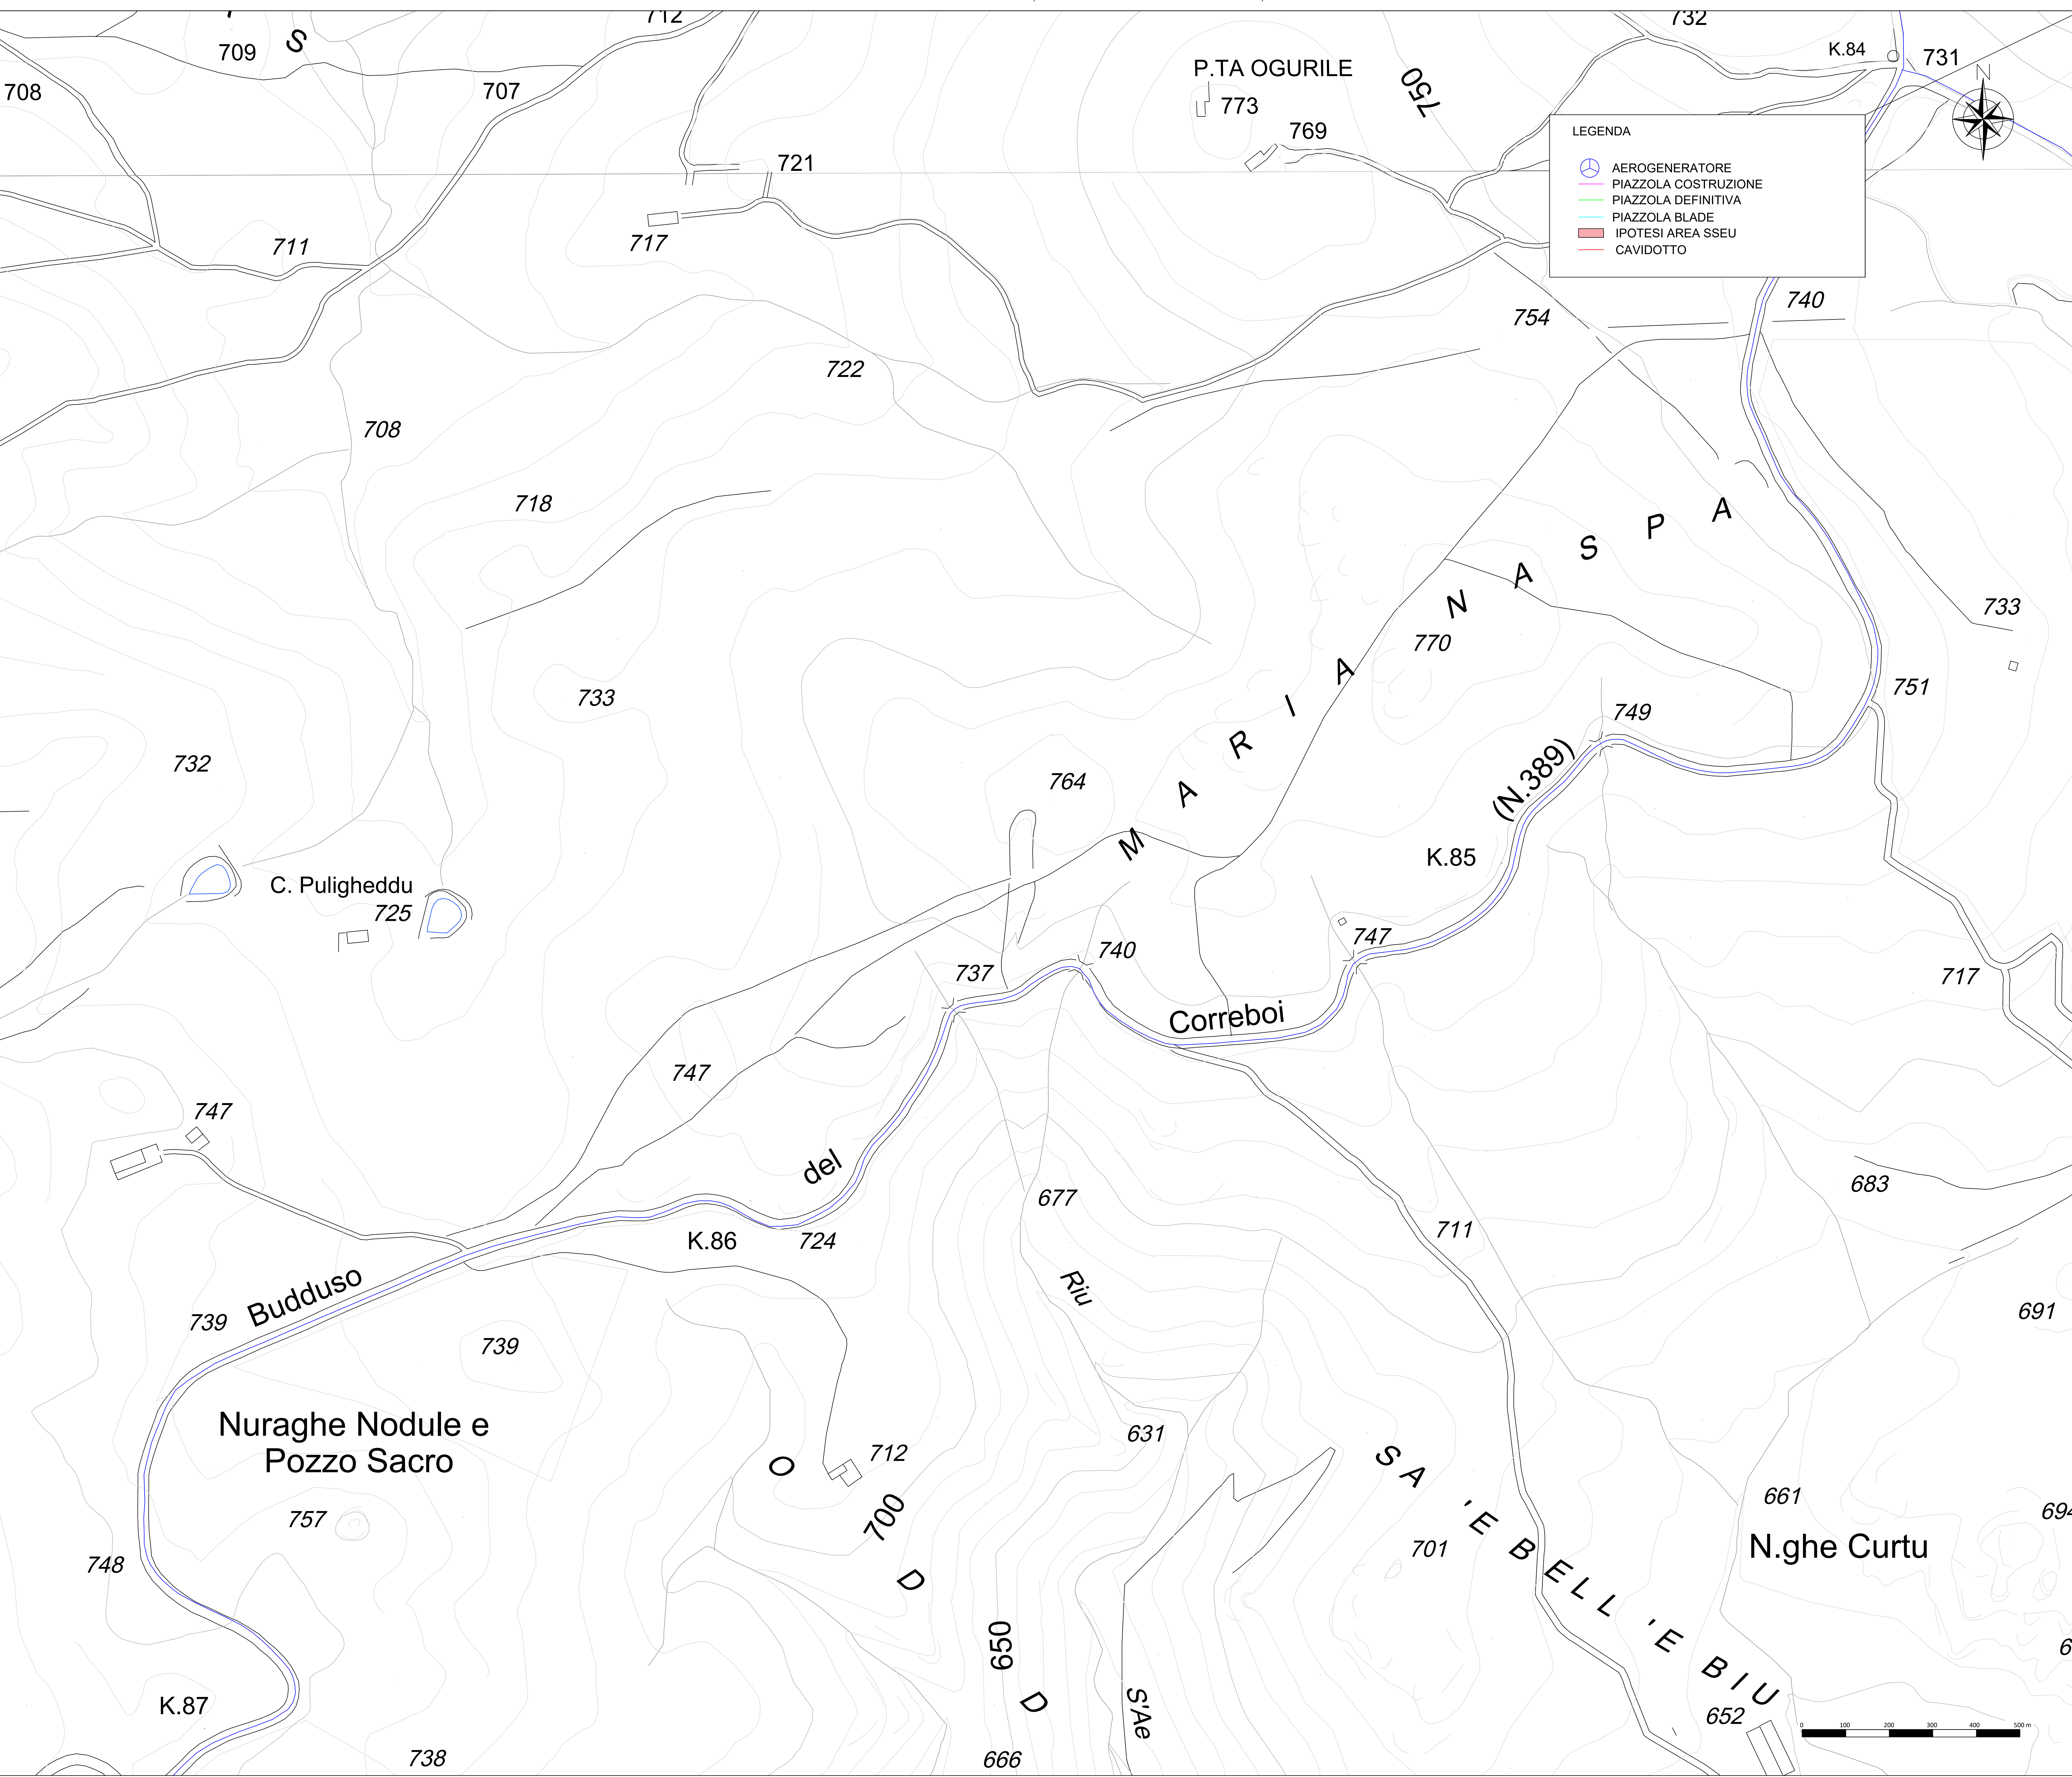 712
732
S
709
K.84
731
N
P.TA OGURILE
750
708
707
773
769
LEGENDA
AEROGENERATORE
PIAZZOLA COSTRUZIONE
PIAZZOLA DEFINITIVA
PIAZZOLA BLADE
IPOTESI AREA SSEU
CAVIDOTTO
721
717
711
740
754
722
708
718
MARIANASPA
733
770
733
751
749
732
764
(N.389)
K.85
C. Puligheddu
725
747
740
737
717
Correboi
747
747
del
683
677
711
K.86
724
Budduso
Riu
739
691
739
Nuraghe Nodule e
Pozzo Sacro
631
712
O
SA 'E BELL 'E BIU
661
700
757
694
N.ghe Curtu
701
748
D
650
6
D
S'Ae
K.87
652
0 100 200 300 400 500 m
738
666